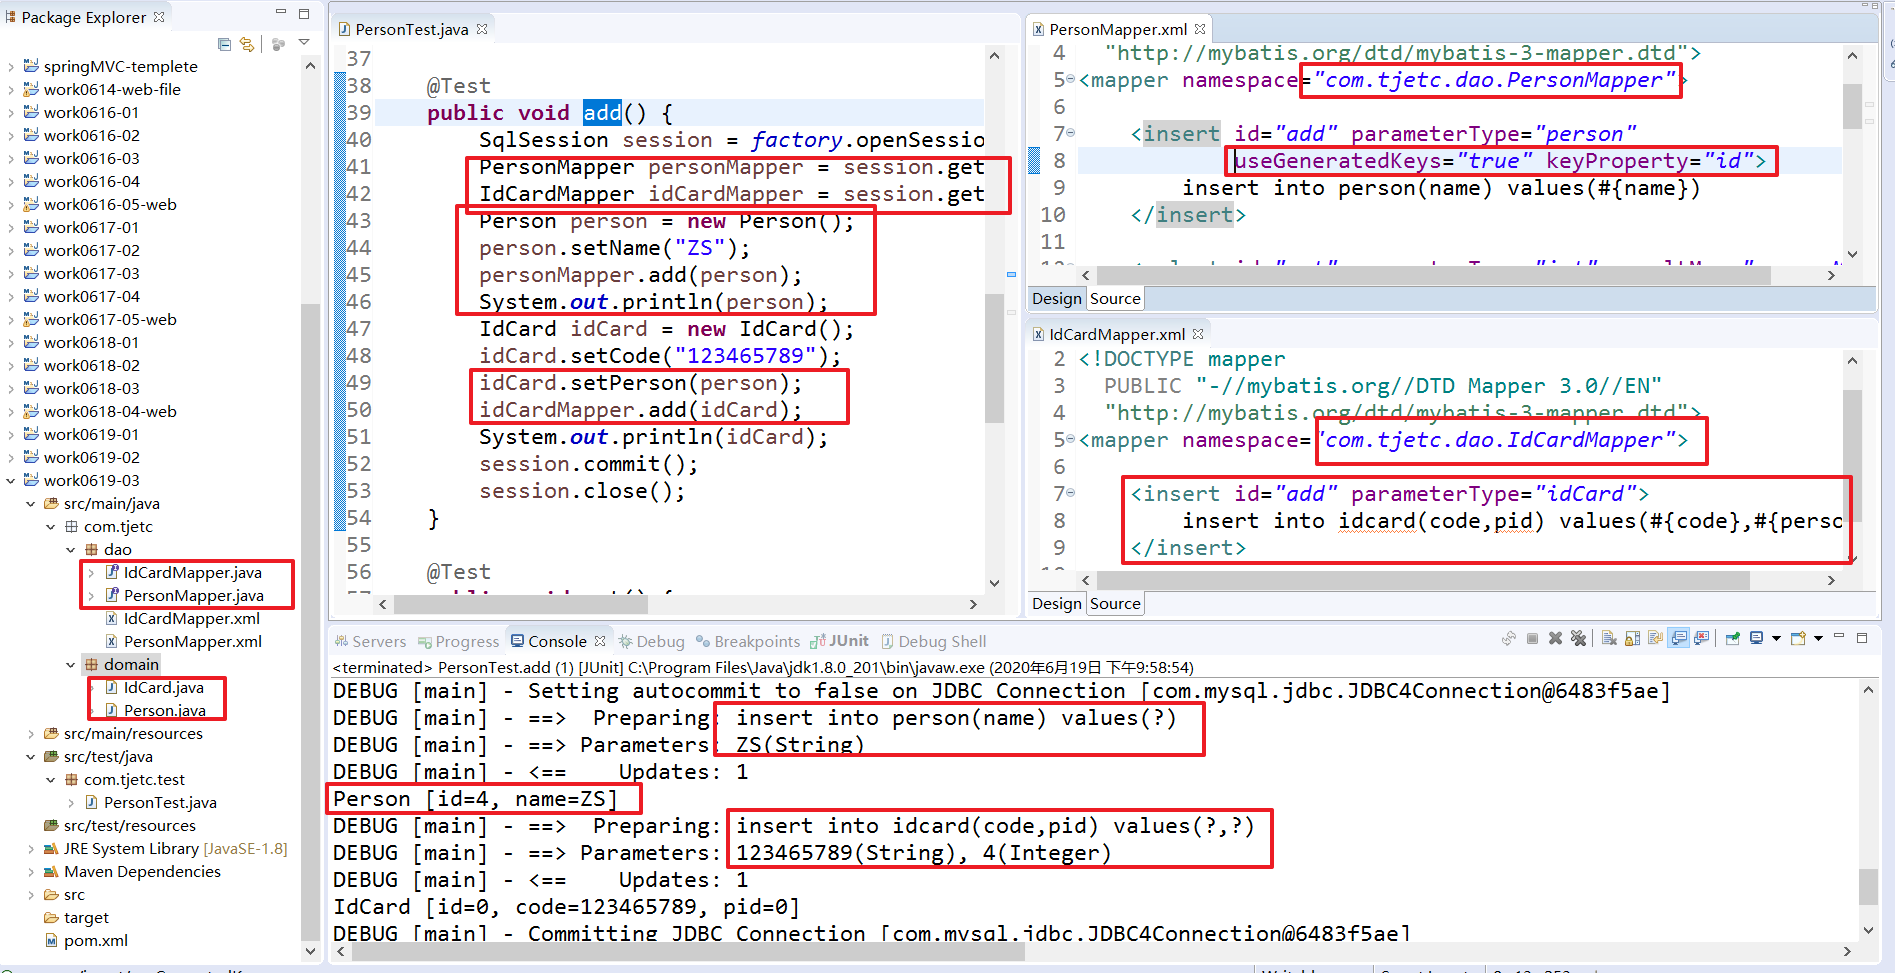 Package Explorer
springMVC-templete
work0614-web-file
work0616-01
work0616-02
work0616-03
work0616-04
work0616-05-web
work0617-01
work0617-02
work0617-03
work0617-04
work0617-05-web
work0618-01
work0618-02
work0618-03
work0618-04-web
work0619-01
work0619-02
work0619-03
src/main/java
com.tjetc
dao
IdCardMapper.java
PersonMapper.java
IdCardMapper.xml
PersonMapper.xml
domain
IdCard.java
Person.java
src/main/resources
src/test/java
com.tjetc.test
PersonTest.java
src/test/resources
JRE System Library [JavaSE-1.8]
Maven Dependencies
src
target
pom.xml
PersonTest.java
37
38 @Test
39 public void add() {
40 SqlSession session = factory.openSessio
41 PersonMapper personMapper = session.get
42 IdCardMapper idCardMapper = session.get
43 Person person = new Person();
44 person.setName("ZS");
45 personMapper.add(person);
46 System.out.println(person);
47 IdCard idCard = new IdCard();
48 idCard.setCode("123465789");
49 idCard.setPerson(person);
50 idCardMapper.add(idCard);
51 System.out.println(idCard);
52 session.commit();
53 session.close();
54 }
55
56 @Test
PersonMapper.xml
4 "http://mybatis.org/dtd/mybatis-3-mapper.dtd">
5 <mapper namespace="com.tjetc.dao.PersonMapper">
6
7 <insert id="add" parameterType="person"
8 useGeneratedKeys="true" keyProperty="id">
9 insert into person(name) values(#{name})
10 </insert>
11
Design Source
IdCardMapper.xml
2 <!DOCTYPE mapper
3 PUBLIC "-//mybatis.org//DTD Mapper 3.0//EN"
4 "http://mybatis.org/dtd/mybatis-3-mapper.dtd">
5 <mapper namespace="com.tjetc.dao.IdCardMapper">
6
7 <insert id="add" parameterType="idCard">
8 insert into idcard(code,pid) values(#{code},#{perso
9 </insert>
Design Source
Servers Progress Console Debug Breakpoints JUnit Debug Shell
<terminated> PersonTest.add (1) [JUnit] C:\Program Files\Java\jdk1.8.0_201\bin\javaw.exe (2020年6月19日 下午9:58:54)
DEBUG [main] - Setting autocommit to false on JDBC Connection [com.mysql.jdbc.JDBC4Connection@6483f5ae]
DEBUG [main] - ==> Preparing: insert into person(name) values(?)
DEBUG [main] - ==> Parameters: ZS(String)
DEBUG [main] - <== Updates: 1
Person [id=4, name=ZS]
DEBUG [main] - ==> Preparing: insert into idcard(code,pid) values(?,?)
DEBUG [main] - ==> Parameters: 123465789(String), 4(Integer)
DEBUG [main] - <== Updates: 1
IdCard [id=0, code=123465789, pid=0]
DEBUG [main] - Committing JDBC Connection [com.mysql.jdbc.JDBC4Connection@6483f5ae]